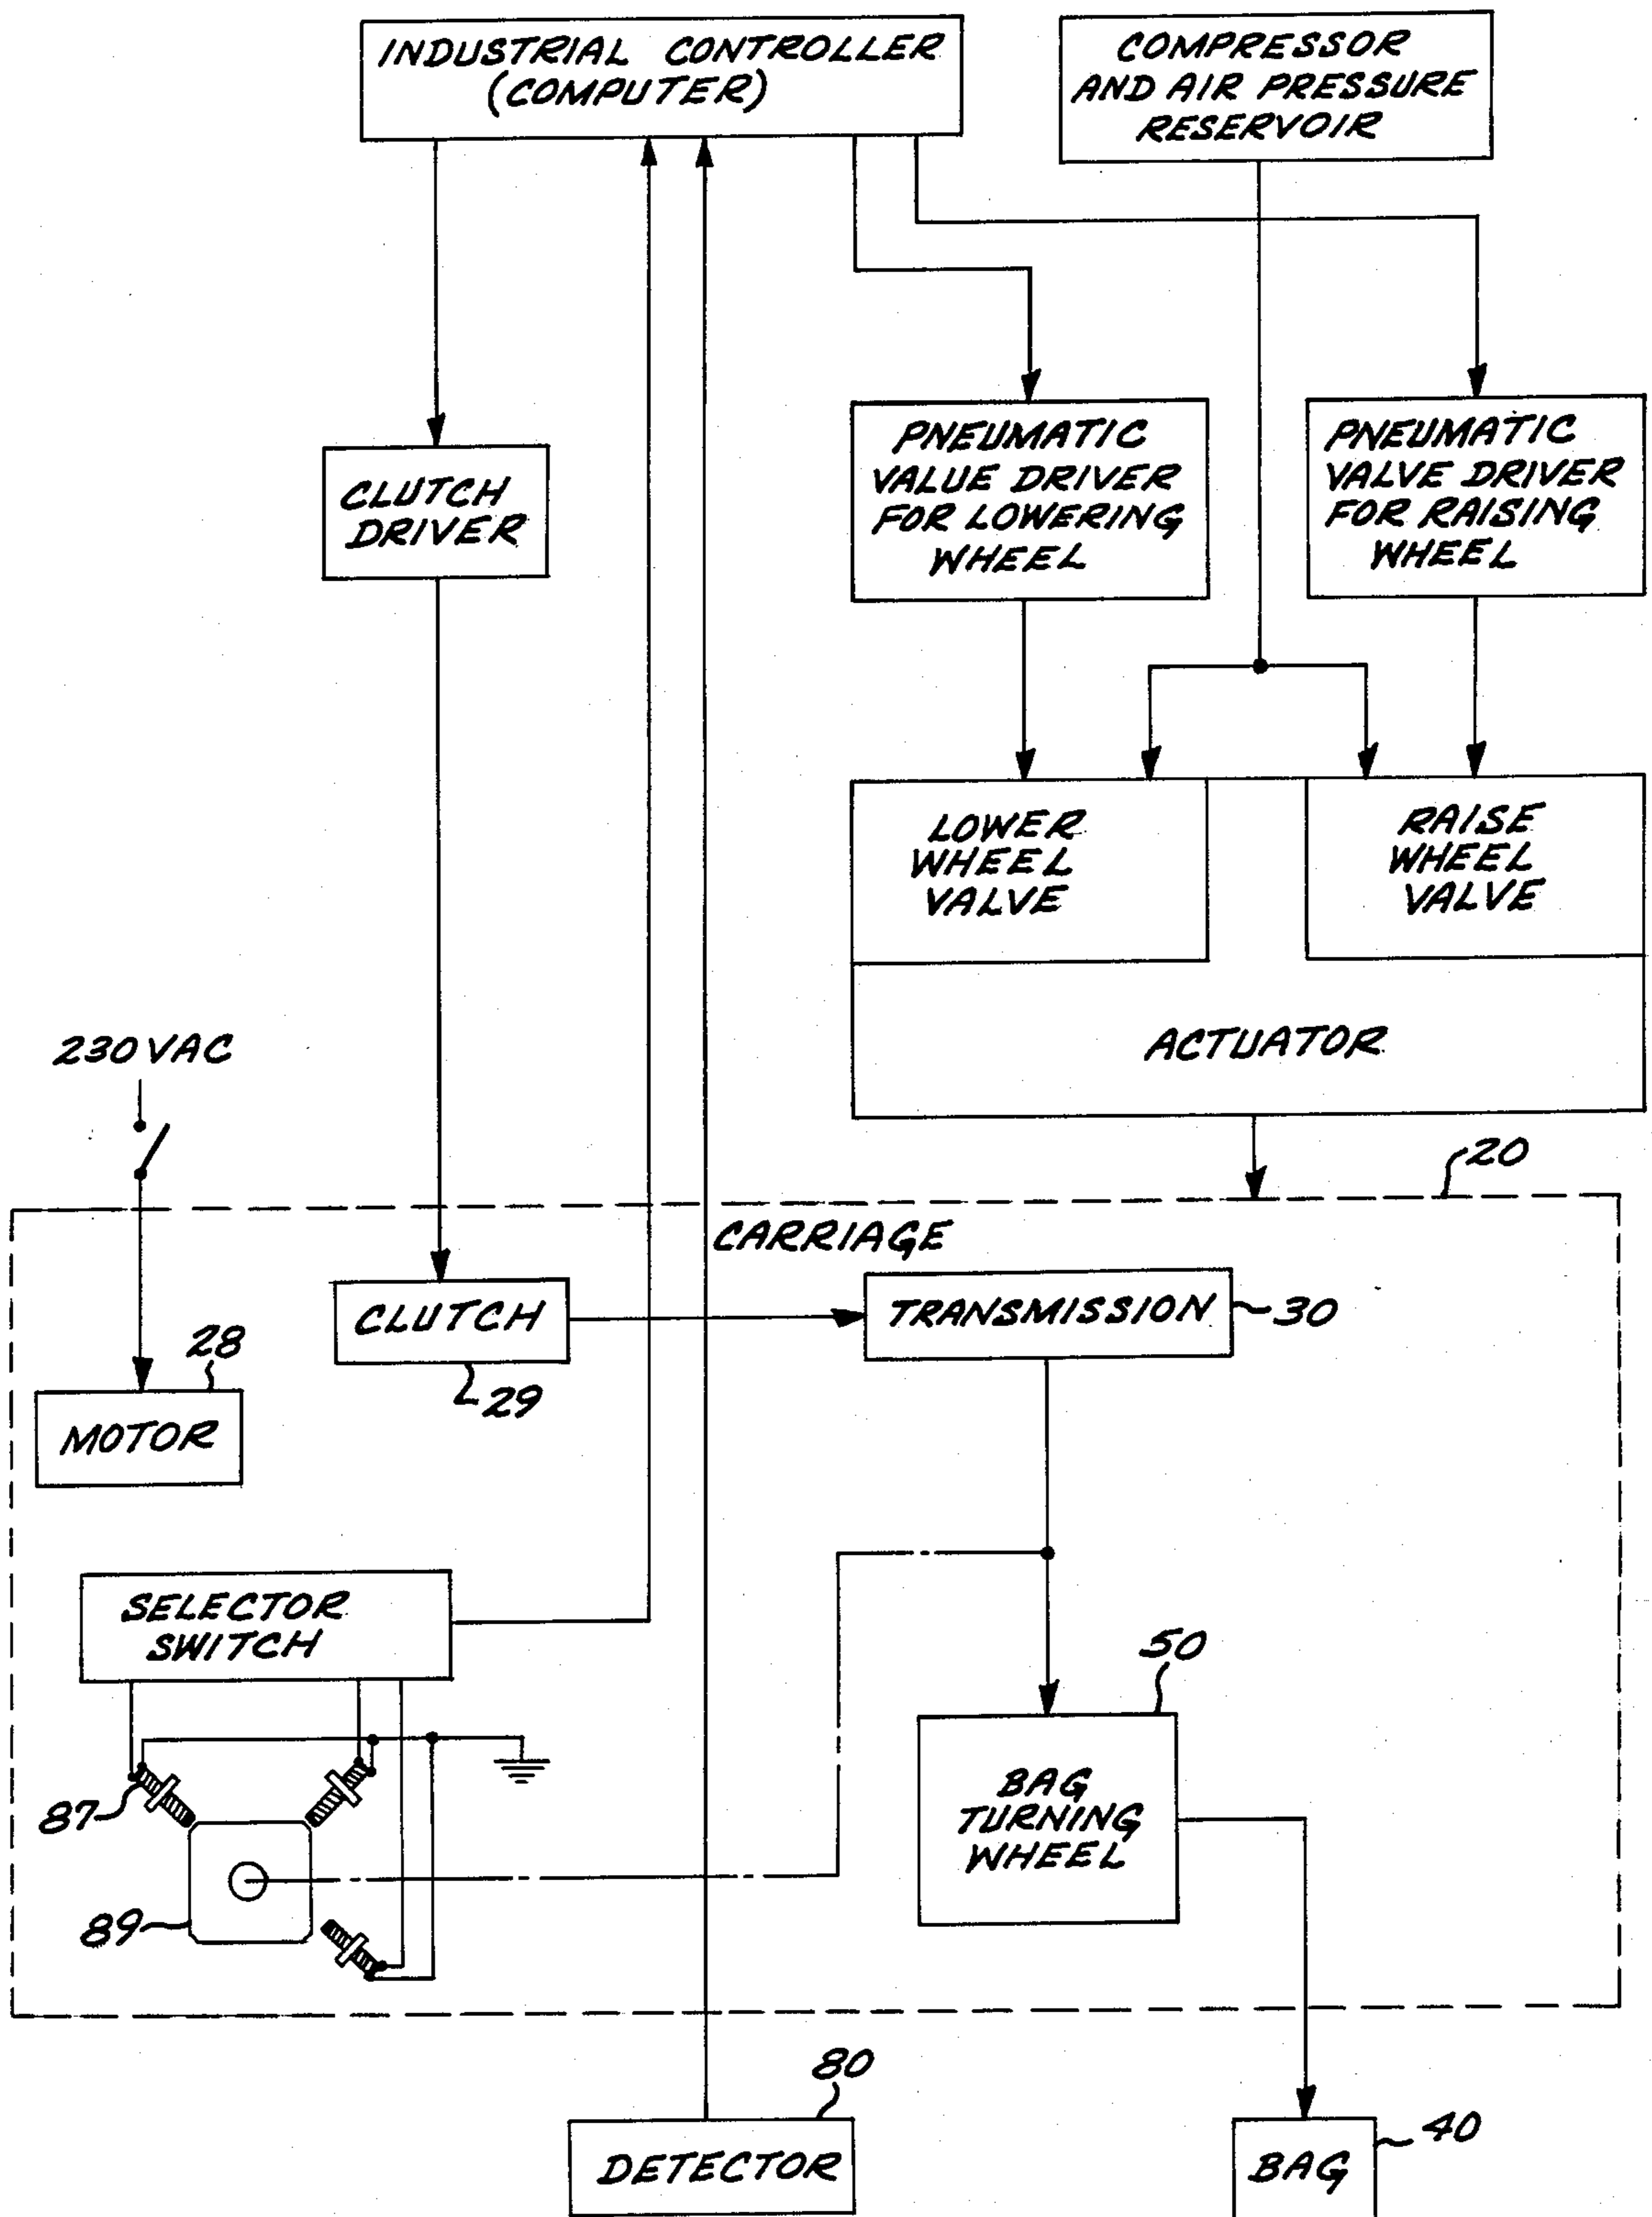 INDUSTRIAL CONTROLLER
(COMPUTER)
COMPRESSOR
AND AIR PRESSURE
RESERVOIR
CLUTCH
DRIVER
PNEUMATIC
VALUE DRIVER
FOR LOWERING
WHEEL
PNEUMATIC
VALVE DRIVER
FOR RAISING
WHEEL
LOWER
WHEEL
VALVE
RAISE
WHEEL
VALVE
ACTUATOR
230 VAC
20
CARRIAGE
CLUTCH
29
TRANSMISSION
30
28
MOTOR
SELECTOR
SWITCH
50
BAG
TURNING
WHEEL
87
89
80
DETECTOR
40
BAG